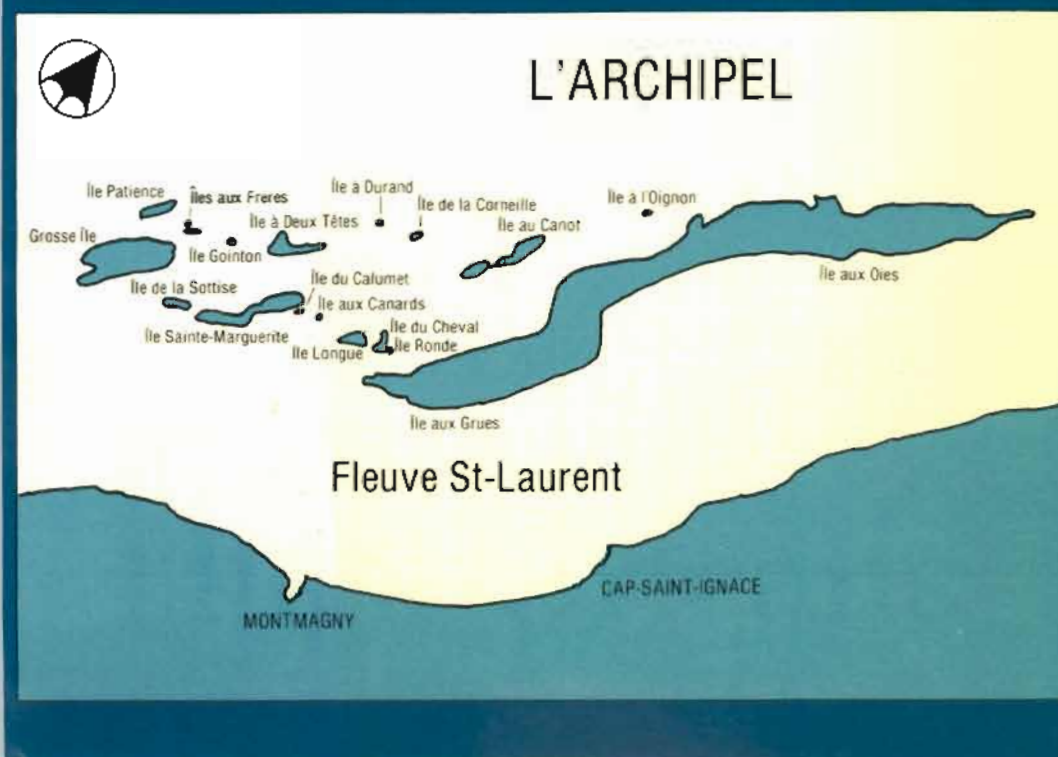 L'ARCHIPEL
Île Patience
Îles aux Freres
Île à Durand
Île de la Corneille
Île à l'Oignon
Grosse Île
Île Gointon
Île à Deux Têtes
Île au Canot
Île aux Oies
Île de la Sottise
Île du Calumet
Île aux Canards
Île Sainte-Marguerite
Île Longue
Île du Cheval
Île Ronde
Île aux Grues
Fleuve St-Laurent
CAP-SAINT-IGNACE
MONTMAGNY